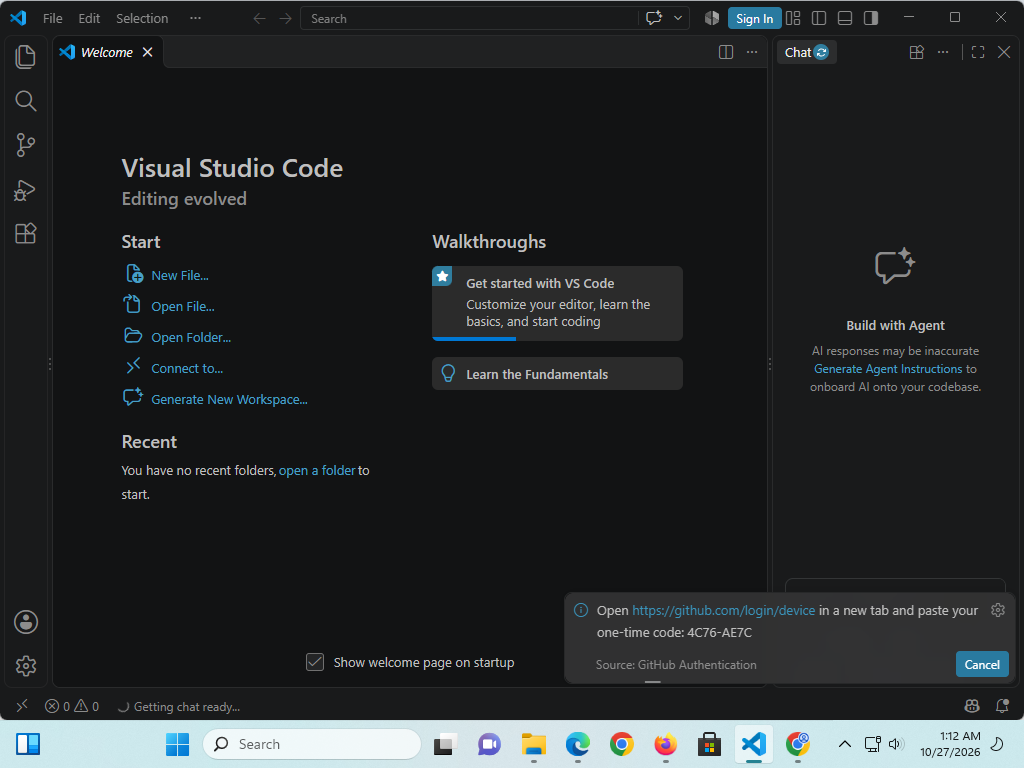 File Edit Selection ···
Search
Sign In
Welcome
Chat
Visual Studio Code
Editing evolved
Start
New File...
Open File...
Open Folder...
Connect to...
Generate New Workspace...
Recent
You have no recent folders, open a folder to
start.
Walkthroughs
Get started with VS Code
Customize your editor, learn the
basics, and start coding
Learn the Fundamentals
Show welcome page on startup
Build with Agent
AI responses may be inaccurate
Generate Agent Instructions to
onboard AI onto your codebase.
Open https://github.com/login/device in a new tab and paste your
one-time code: 4C76-AE7C
Source: GitHub Authentication
Cancel
0 0 Getting chat ready...
Search
1:12 AM
10/27/2026